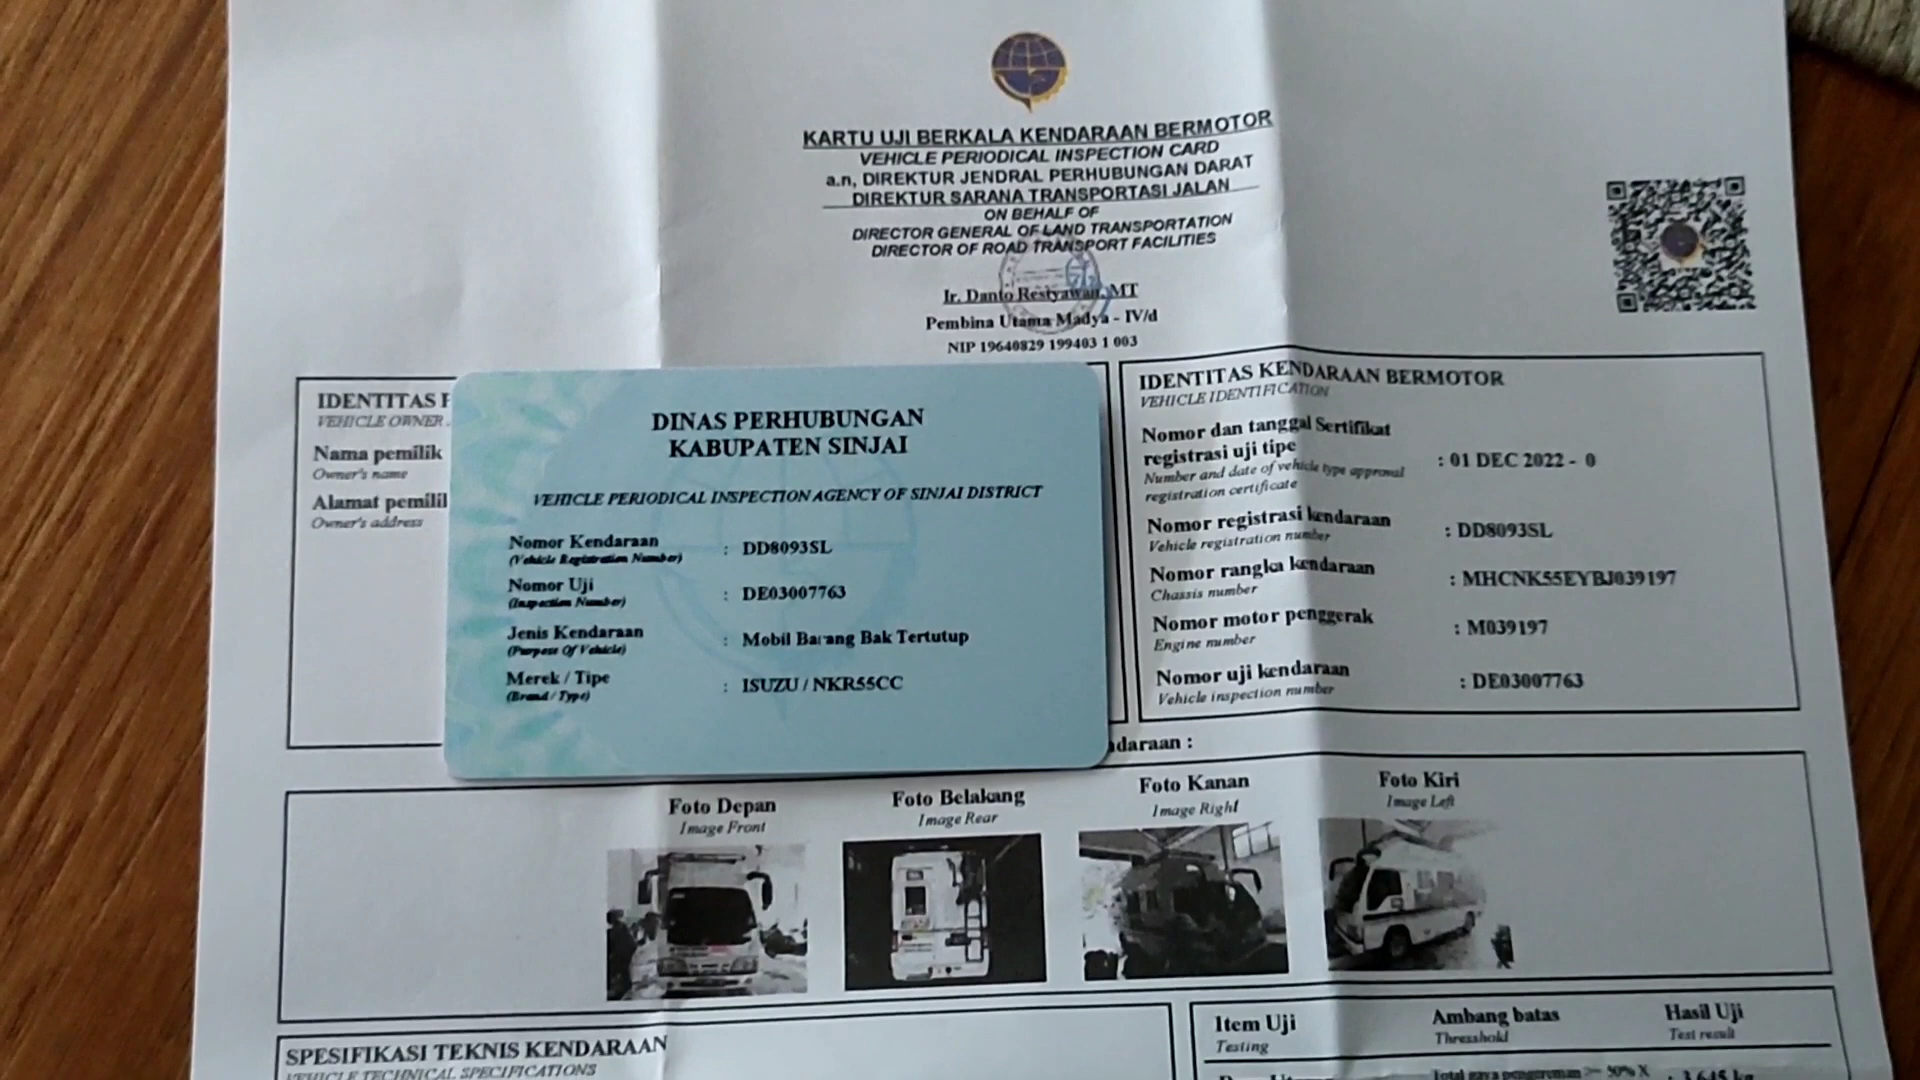 KARTU UJI BERKALA KENDARAAN BERMOTOR
VEHICLE PERIODICAL INSPECTION CARD
a.n, DIREKTUR JENDRAL PERHUBUNGAN DARAT
DIREKTUR SARANA TRANSPORTASI JALAN
ON BEHALF OF
DIRECTOR GENERAL OF LAND TRANSPORTATION
DIRECTOR OF ROAD TRANSPORT FACILITIES
Ir. Danto Restyawan, MT
Pembina Utama Madya - IV/d
NIP 19640829 199403 1 003
IDENTITAS
VEHICLE OWNER
Nama pemilik
Owner's name
Alamat
Owner's address
DINAS PERHUBUNGAN
KABUPATEN SINJAI
VEHICLE PERIODICAL INSPECTION AGENCY OF SINJAI DISTRICT
Nomor Kendaraan : DD8093SL
(Vehicle Registration Number)
Nomor Uji : DE03007763
(Inspection Number)
Jenis Kendaraan : Mobil Barang Bak Tertutup
(Purpose Of Vehicle)
Merek / Tipe : ISUZU / NKR55CC
(Brand / Type)
IDENTITAS KENDARAAN BERMOTOR
VEHICLE IDENTIFICATION
Nomor dan tanggal Sertifikat
registrasi uji tipe : 01 DEC 2022 - 0
Number and date of vehicle type approval
registration certificate
Nomor registrasi kendaraan : DD8093SL
Vehicle registration number
Nomor rangka kendaraan : MHCNK55EYBJ039197
Chassis number
Nomor motor penggerak : M039197
Engine number
Nomor uji kendaraan : DE03007763
Vehicle inspection number
daraan :
Foto Depan
Image Front
Foto Belakang
Image Rear
Foto Kanan
Image Right
Foto Kiri
Image Left
SPESIFIKASI TEKNIS KENDARAAN
VEHICLE TECHNICAL SPECIFICATIONS
Item Uji Ambang batas Hasil Uji
Testing Threshold Test result
Total gaya pengereman >= 50% X : 3.645 kg